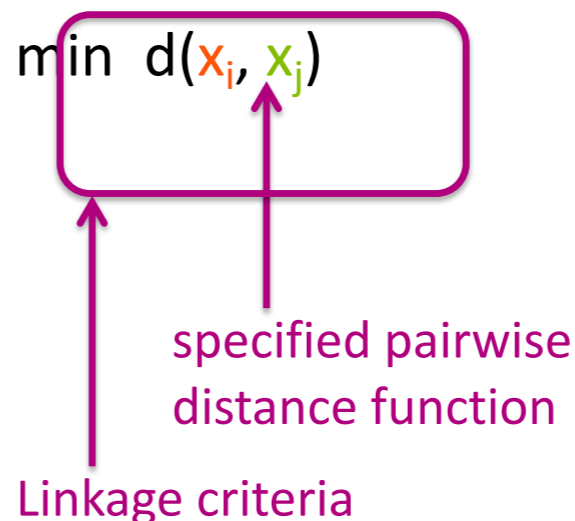 min d(xᵢ, xⱼ)
specified pairwise
distance function
Linkage criteria